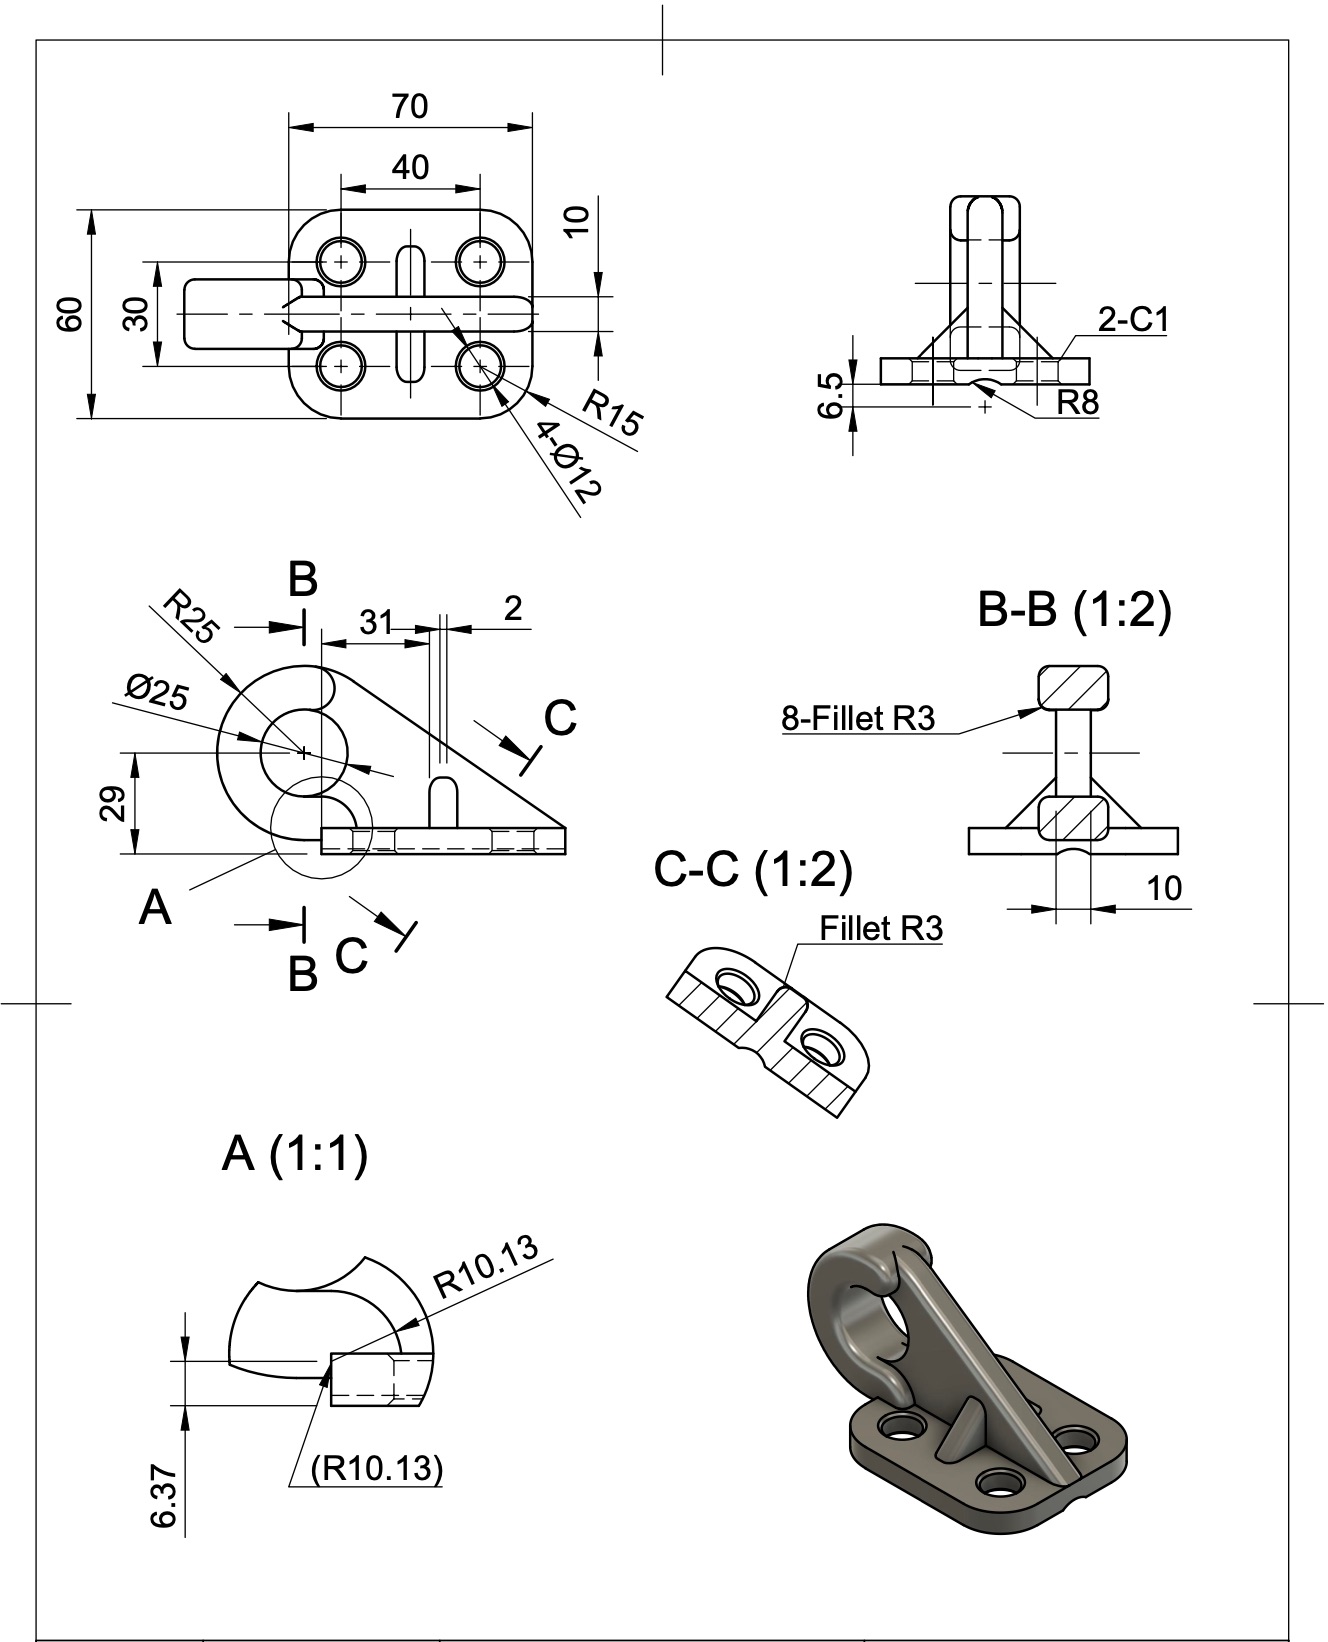 70
40
10
60
30
R15
4-Ø12
2-C1
6.5
R8
B
R25
31
2
Ø25
C
29
A
B
C
B-B (1:2)
8-Fillet R3
10
C-C (1:2)
Fillet R3
A (1:1)
R10.13
(R10.13)
6.37